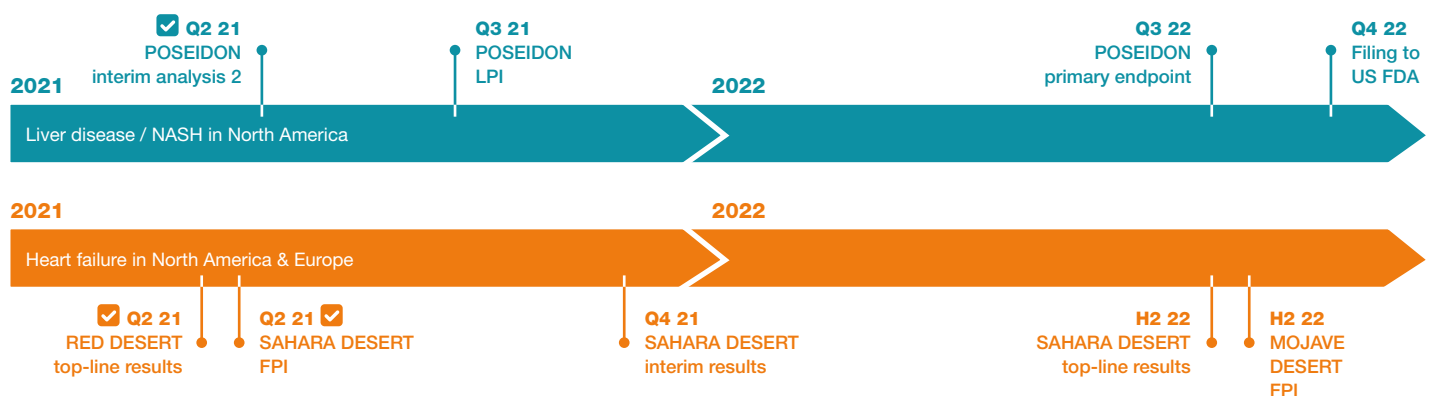 Q2 21
POSEIDON
interim analysis 2
Q3 21
POSEIDON
LPI
Q3 22
POSEIDON
primary endpoint
Q4 22
Filing to
US FDA
2021
2022
Liver disease / NASH in North America
2021
2022
Heart failure in North America & Europe
Q2 21
RED DESERT
top-line results
Q2 21
SAHARA DESERT
FPI
Q4 21
SAHARA DESERT
interim results
H2 22
SAHARA DESERT
top-line results
H2 22
MOJAVE
DESERT
FPI